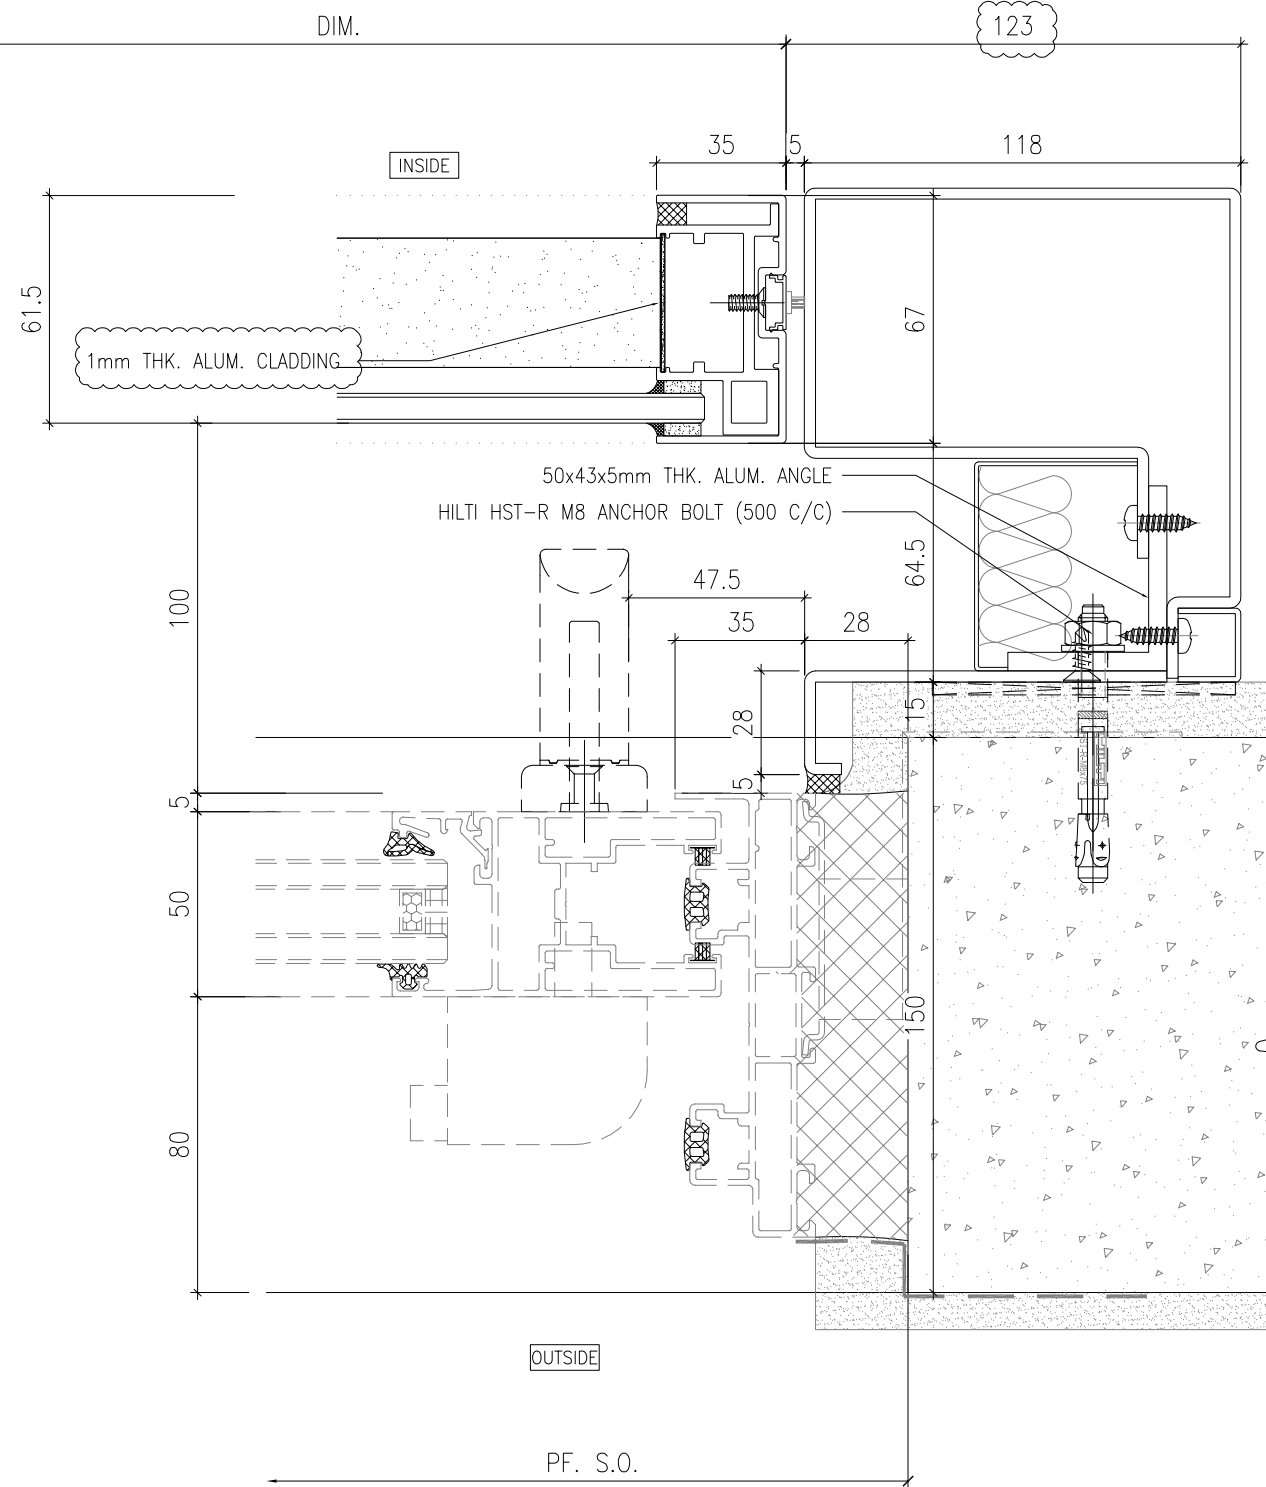 DIM.
123
35
5
118
INSIDE
61.5
67
1mm THK. ALUM. CLADDING
50x43x5mm THK. ALUM. ANGLE
HILTI HST-R M8 ANCHOR BOLT (500 C/C)
64.5
47.5
100
35
28
28
15
5
5
50
150
80
OUTSIDE
PF. S.O.